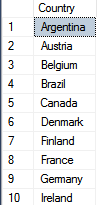 Country
1 Argentina
2 Austria
3 Belgium
4 Brazil
5 Canada
6 Denmark
7 Finland
8 France
9 Germany
10 Ireland